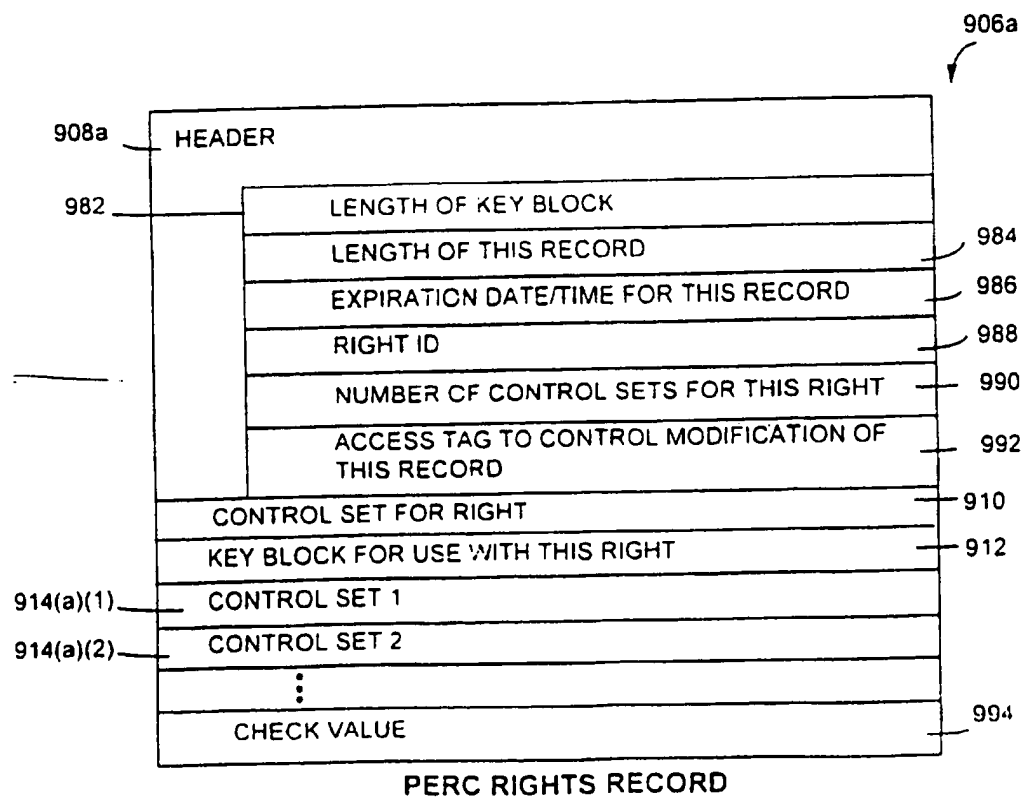 906a
908a
HEADER
982
LENGTH OF KEY BLOCK
LENGTH OF THIS RECORD
984
EXPIRATION DATE/TIME FOR THIS RECORD
986
RIGHT ID
988
NUMBER CF CONTROL SETS FOR THIS RIGHT
990
ACCESS TAG TO CONTROL MODIFICATION OF
THIS RECORD
992
CONTROL SET FOR RIGHT
910
KEY BLOCK FOR USE WITH THIS RIGHT
912
914(a)(1)
CONTROL SET 1
914(a)(2)
CONTROL SET 2
CHECK VALUE
994
PERC RIGHTS RECORD